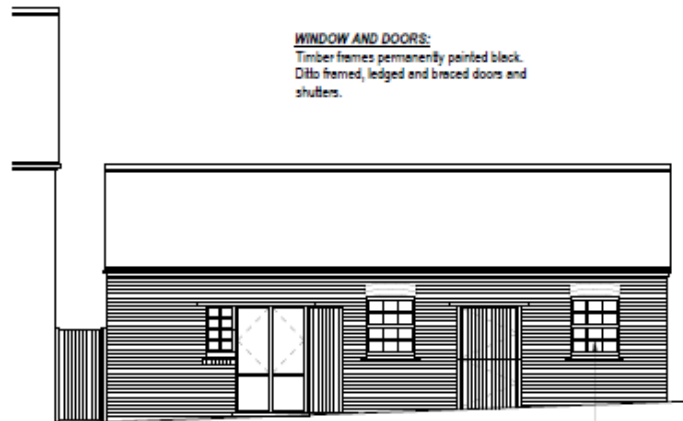 WINDOW AND DOORS:
Timber frames permanently painted black.
Ditto framed, ledged and braced doors and
shutters.